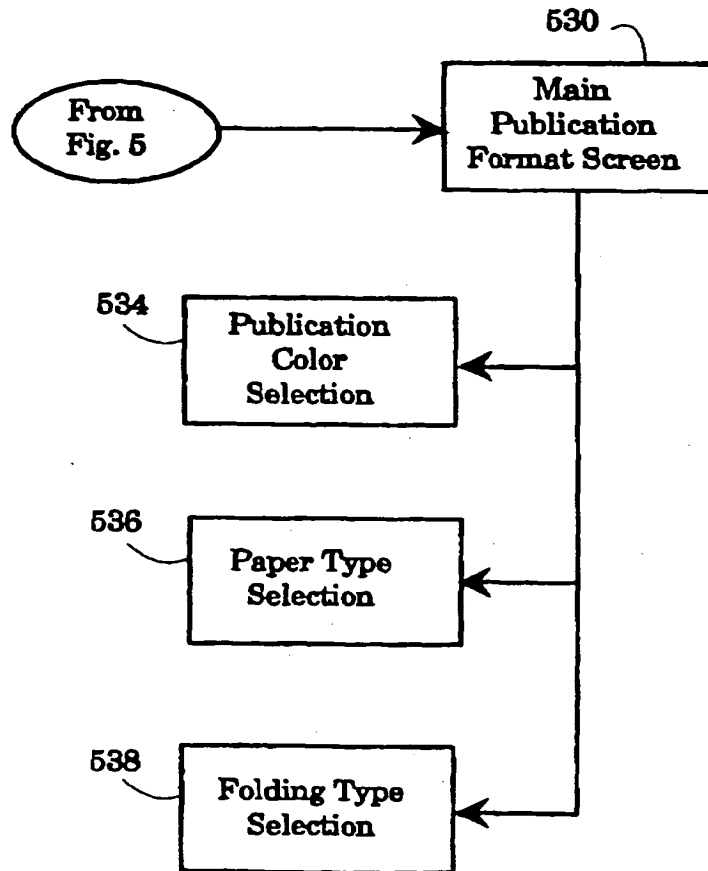 530
From
Fig. 5
Main
Publication
Format Screen
534
Publication
Color
Selection
536
Paper Type
Selection
538
Folding Type
Selection